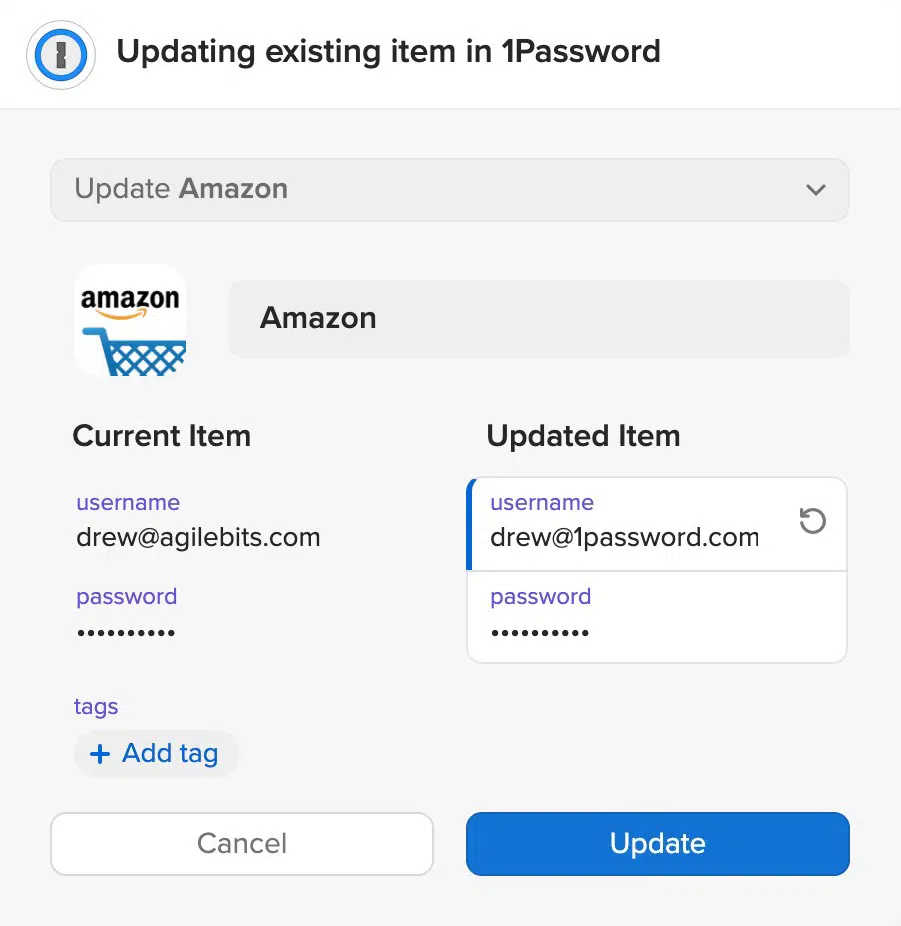 Updating existing item in 1Password
Update Amazon
amazon
Amazon
Current Item
Updated Item
username
drew@agilebits.com
username
drew@1password.com
password
••••••••••
password
••••••••••
tags
+ Add tag
Cancel
Update